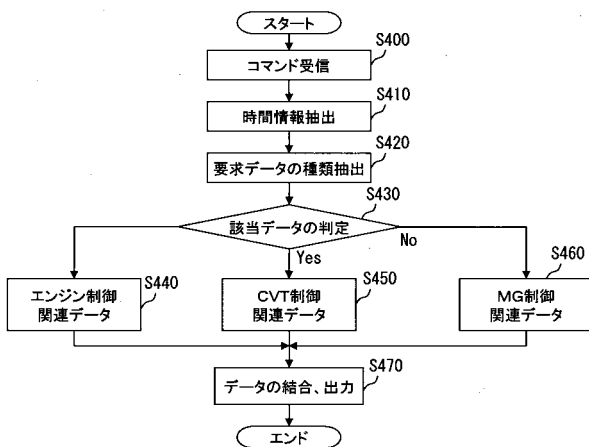 スタート
S400
コマンド受信
S410
時間情報抽出
S420
要求データの種類抽出
S430
該当データの判定
No
Yes
S440
エンジン制御
関連データ
S450
CVT制御
関連データ
S460
MG制御
関連データ
S470
データの結合、出力
エンド